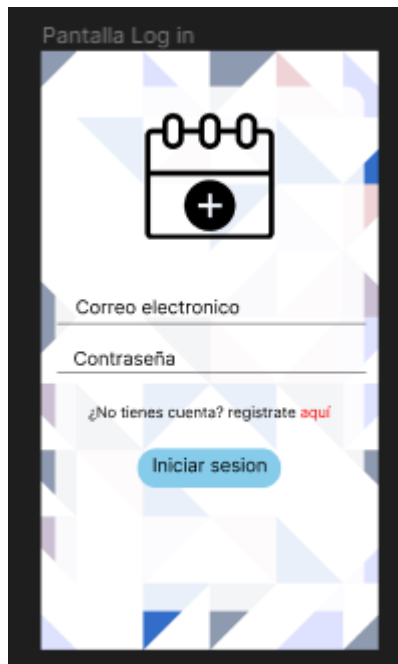 Pantalla Log in
Correo electronico
Contraseña
¿No tienes cuenta? registrate aquí
Iniciar sesion